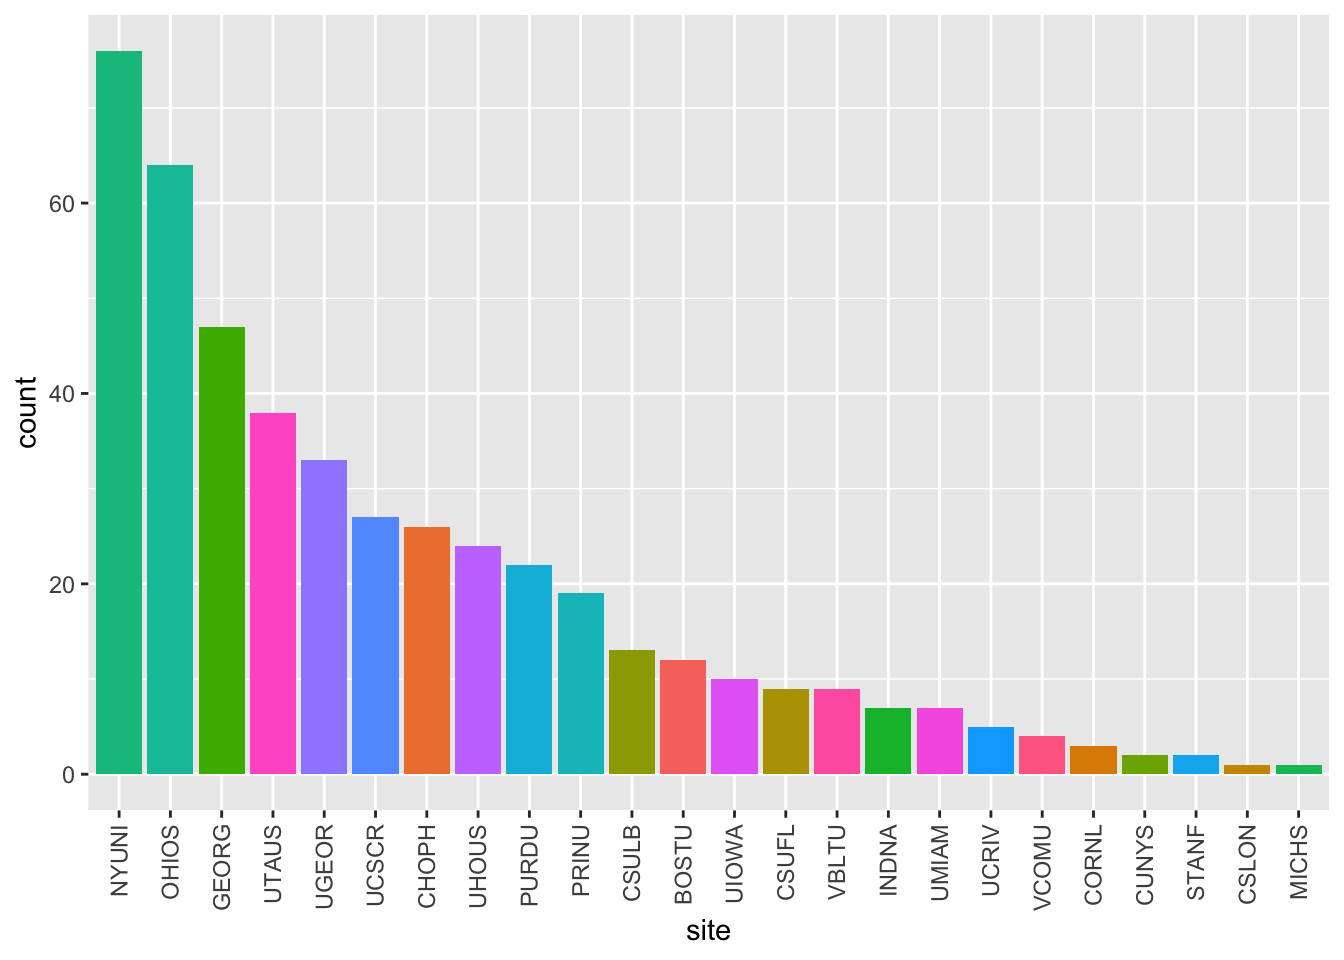 count
60
40
20
0
NYUNI
OHIOS
GEORG
UTAUS
UGEOR
UCSCR
CHOPH
UHOUS
PURDU
PRINU
CSULB
BOSTU
UIOWA
CSUFL
VBLTU
INDNA
UMIAM
UCRIV
VCOMU
CORNL
CUNYS
STANF
CSLON
MICHS
site